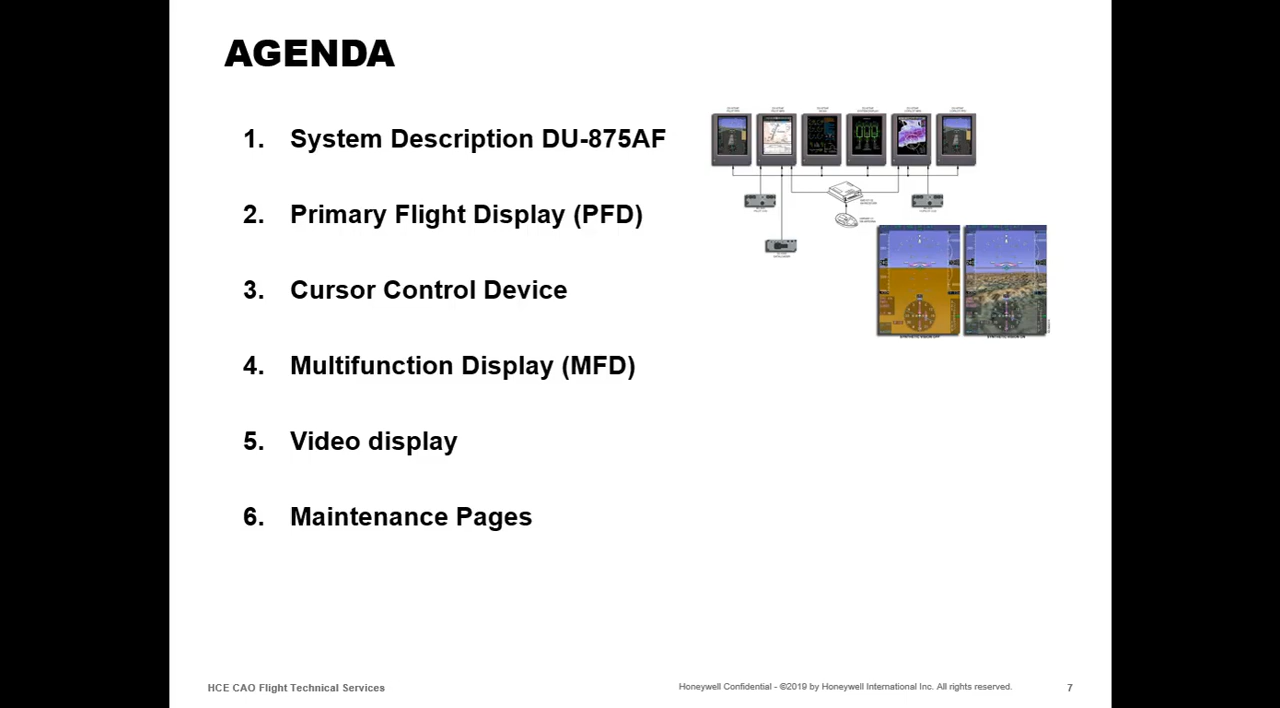 AGENDA
1. System Description DU-875AF
2. Primary Flight Display (PFD)
3. Cursor Control Device
4. Multifunction Display (MFD)
5. Video display
6. Maintenance Pages
HCE CAO Flight Technical Services
Honeywell Confidential - ©2019 by Honeywell International Inc. All rights reserved.
7